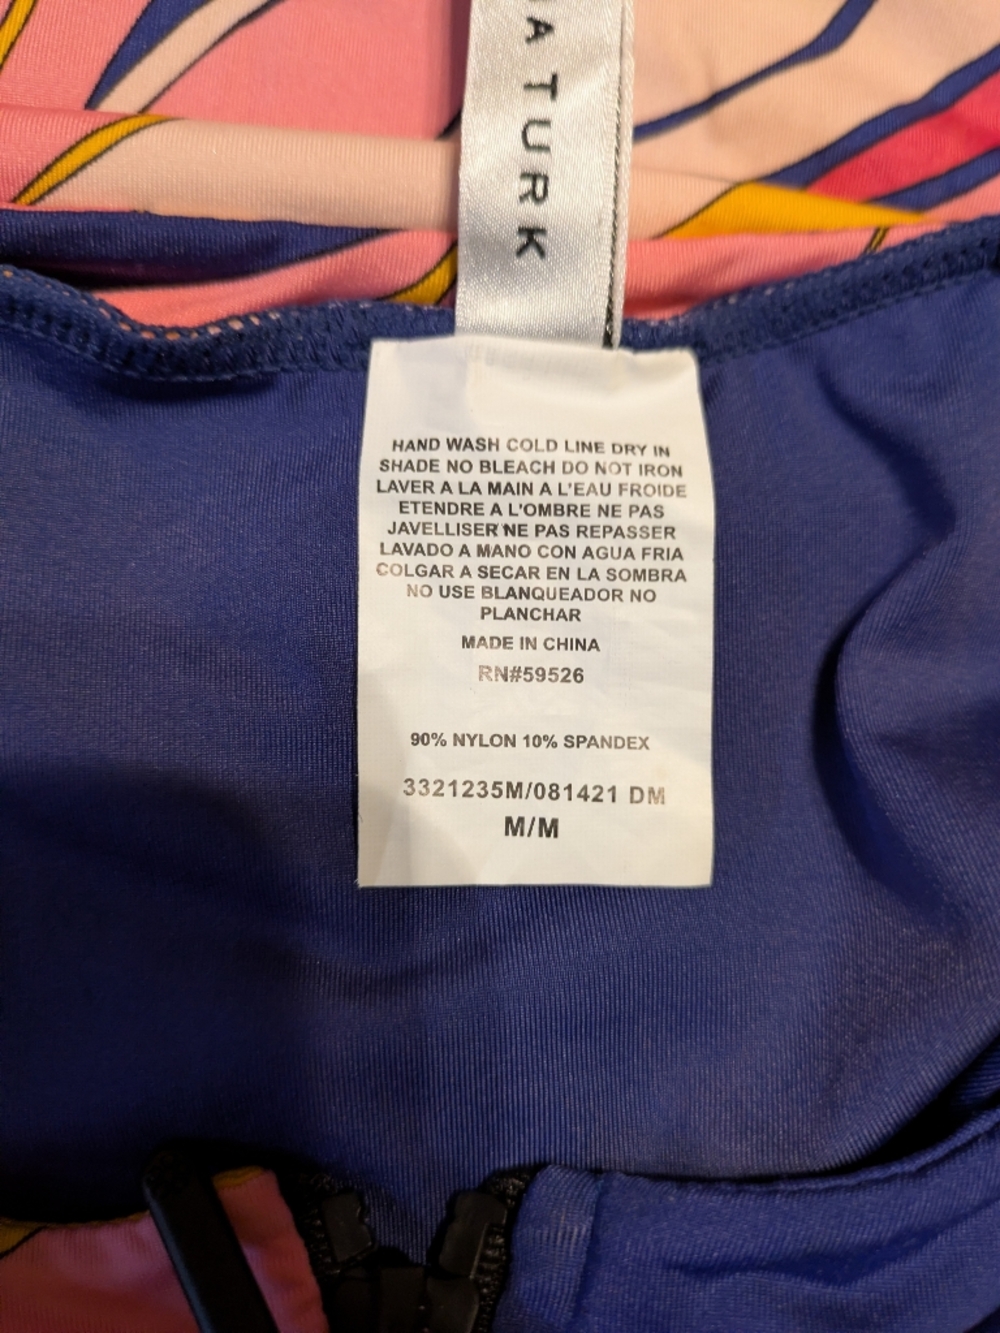 ATURK
HAND WASH COLD LINE DRY IN
SHADE NO BLEACH DO NOT IRON
LAVER A LA MAIN A L'EAU FROIDE
ETENDRE A L'OMBRE NE PAS
JAVELLISER NE PAS REPASSER
LAVADO A MANO CON AGUA FRIA
COLGAR A SECAR EN LA SOMBRA
NO USE BLANQUEADOR NO
PLANCHAR
MADE IN CHINA
RN#59526
90% NYLON 10% SPANDEX
3321235M/081421 DM
M/M